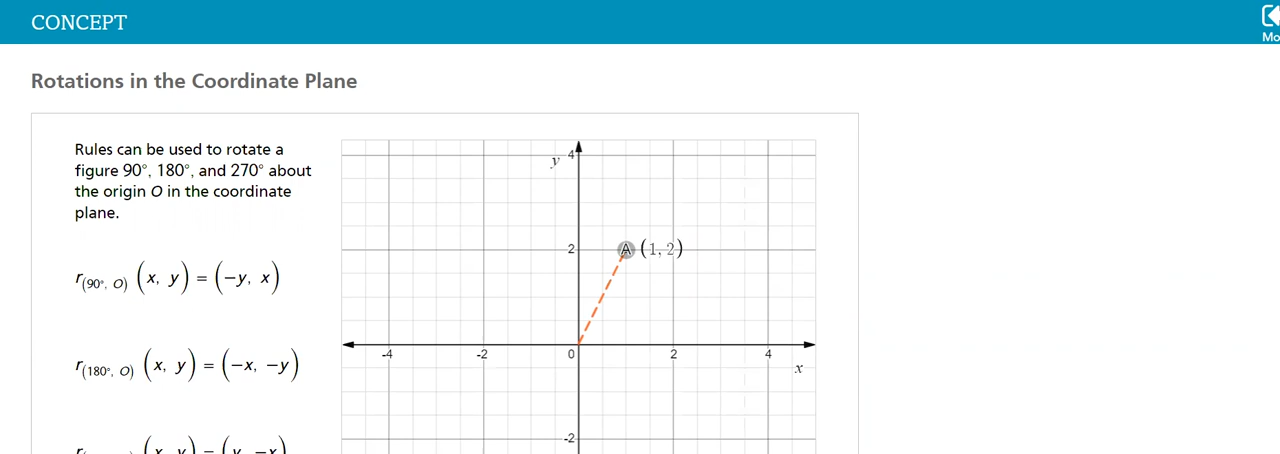 CONCEPT
Mo
Rotations in the Coordinate Plane
Rules can be used to rotate a
figure 90°, 180°, and 270° about
the origin O in the coordinate
plane.
r(90°, O) (x, y) = (−y, x)
r(180°, O) (x, y) = (−x, −y)
(x, y) = (y, −x)
y
4
2
A (1, 2)
-4
-2
0
2
4
x
-2